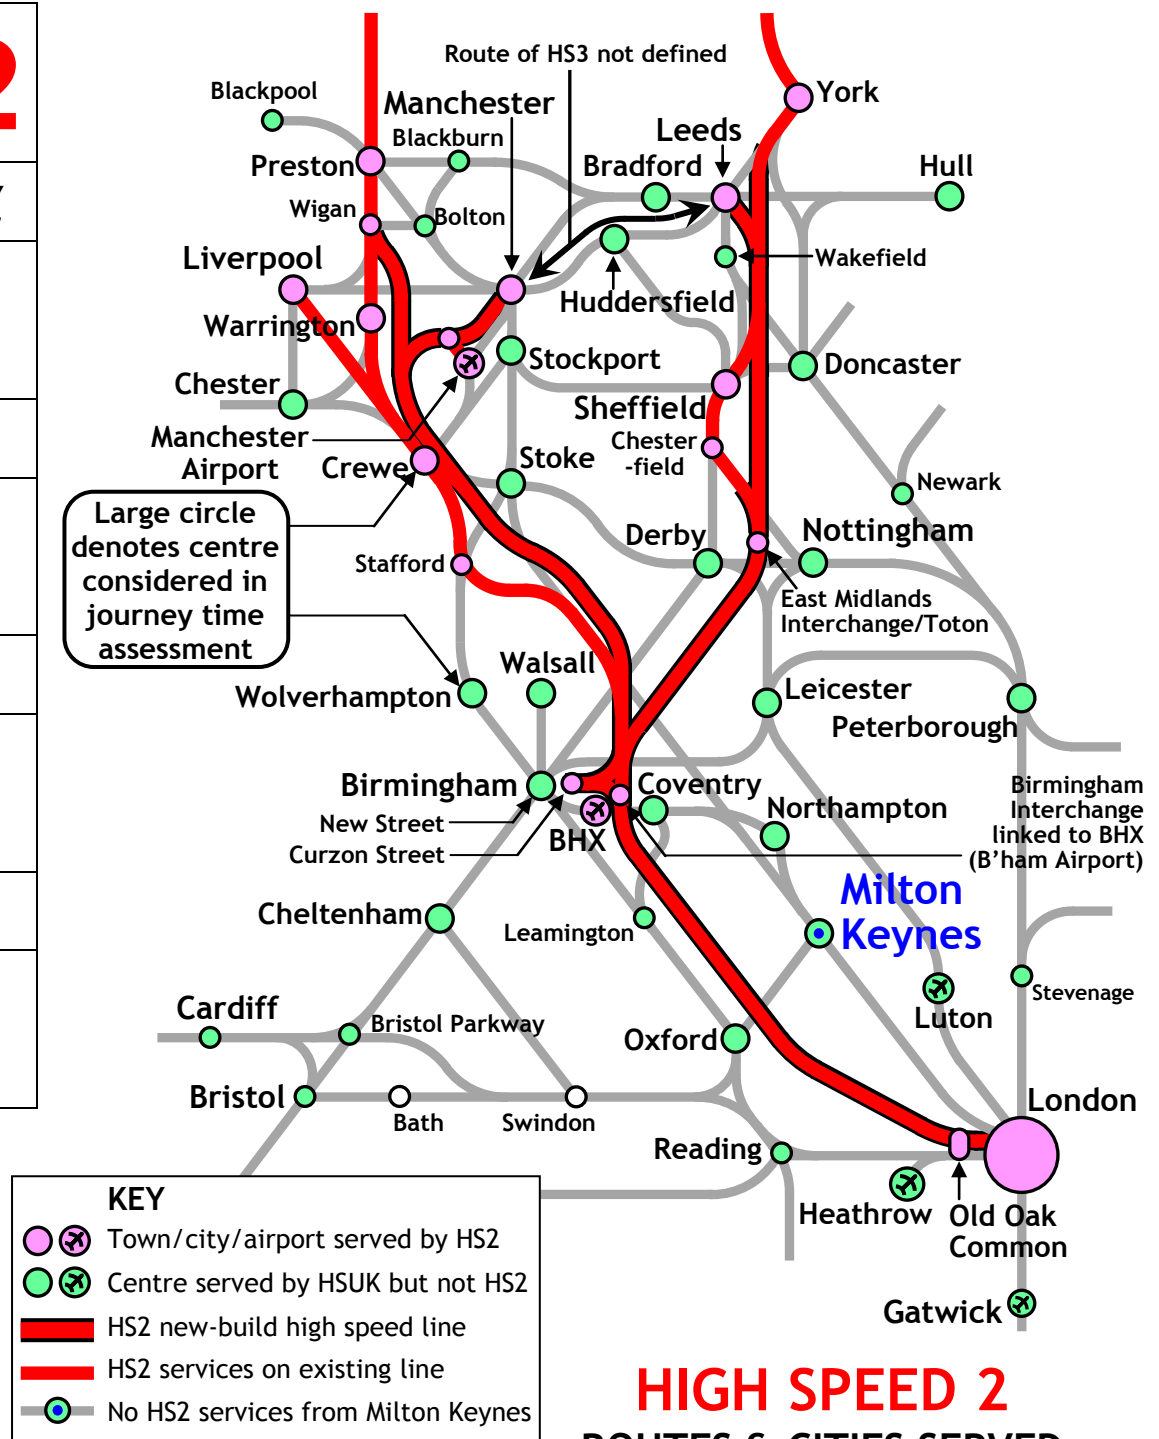 Route of HS3 not defined
York
Blackpool
Manchester
Leeds
Blackburn
Bradford
Hull
Preston
Wigan
Bolton
Liverpool
Wakefield
Huddersfield
Warrington
Stockport
Doncaster
Chester
Sheffield
Manchester
Airport
Chester
-field
Crewe
Stoke
Newark
Large circle
denotes centre
considered in
journey time
assessment
Derby
Nottingham
Stafford
East Midlands
Interchange/Toton
Walsall
Wolverhampton
Leicester
Peterborough
Birmingham
Coventry
Birmingham
Interchange
linked to BHX
(B'ham Airport)
Northampton
New Street
BHX
Curzon Street
Milton
Keynes
Cheltenham
Leamington
Stevenage
Cardiff
Bristol Parkway
Luton
Oxford
Bristol
London
Bath
Swindon
Reading
Heathrow
Old Oak
Common
Gatwick
KEY
Town/city/airport served by HS2
Centre served by HSUK but not HS2
HS2 new-build high speed line
HS2 services on existing line
No HS2 services from Milton Keynes
HIGH SPEED 2
ROUTES & CITIES SERVED